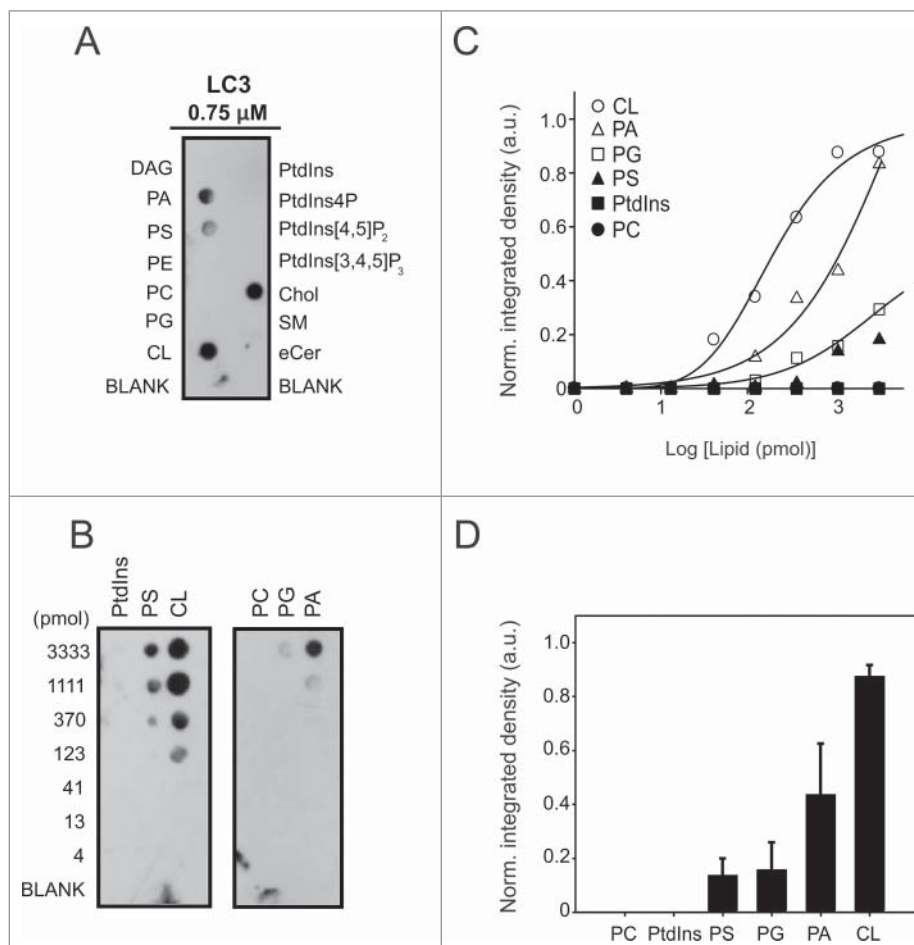 A
LC3
0.75 µM
DAG PtdIns
PA PtdIns4P
PS PtdIns[4,5]P₂
PE PtdIns[3,4,5]P₃
PC Chol
PG SM
CL eCer
BLANK BLANK
C
Norm. integrated density (a.u.)
1.0
0.8
0.6
0.4
0.2
0
CL
PA
PG
PS
PtdIns
PC
0 1 2 3
Log [Lipid (pmol)]
B
(pmol)
PtdIns PS CL PC PG PA
3333
1111
370
123
41
13
4
BLANK
D
Norm. integrated density (a.u.)
1.0
0.8
0.6
0.4
0.2
0
PC PtdIns PS PG PA CL